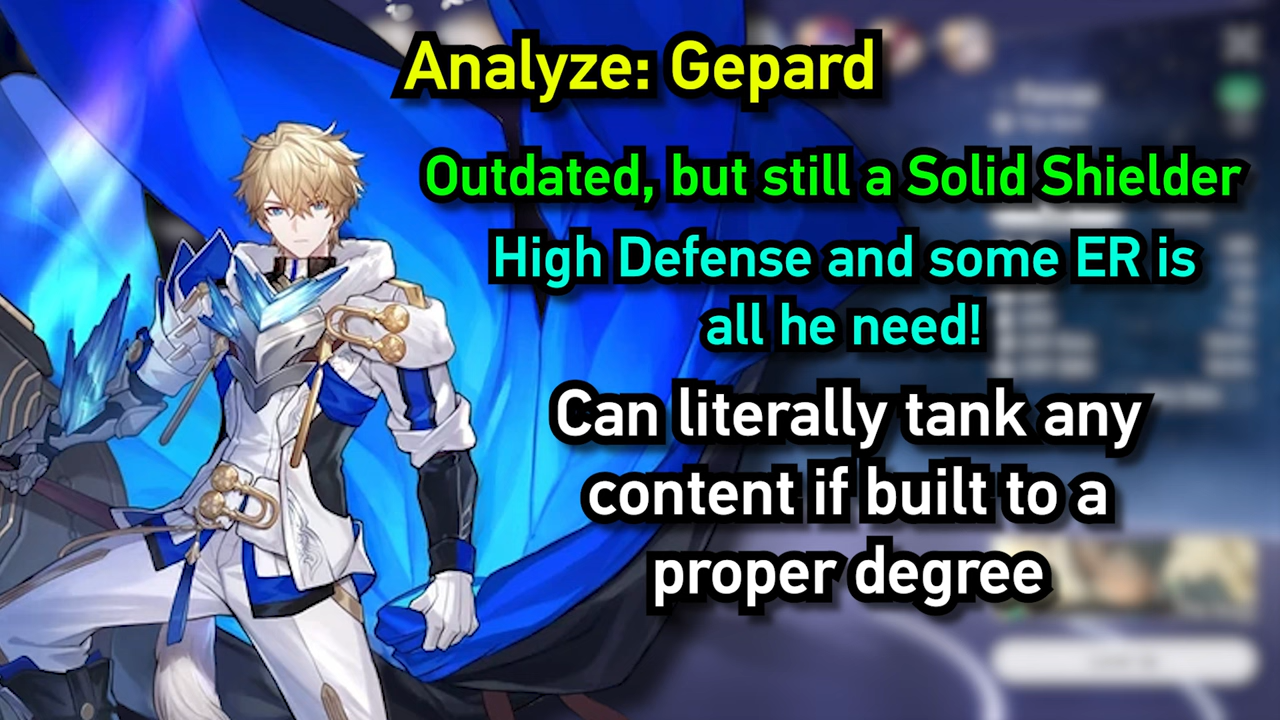 Analyze: Gepard
Outdated, but still a Solid Shielder
High Defense and some ER is
all he need!
Can literally tank any
content if built to a
proper degree